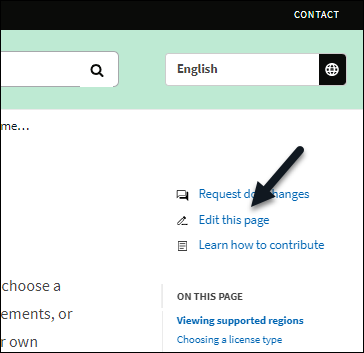 CONTACT
English
me...
Request doc changes
Edit this page
Learn how to contribute
choose a
ements, or
r own
ON THIS PAGE
Viewing supported regions
Choosing a license type